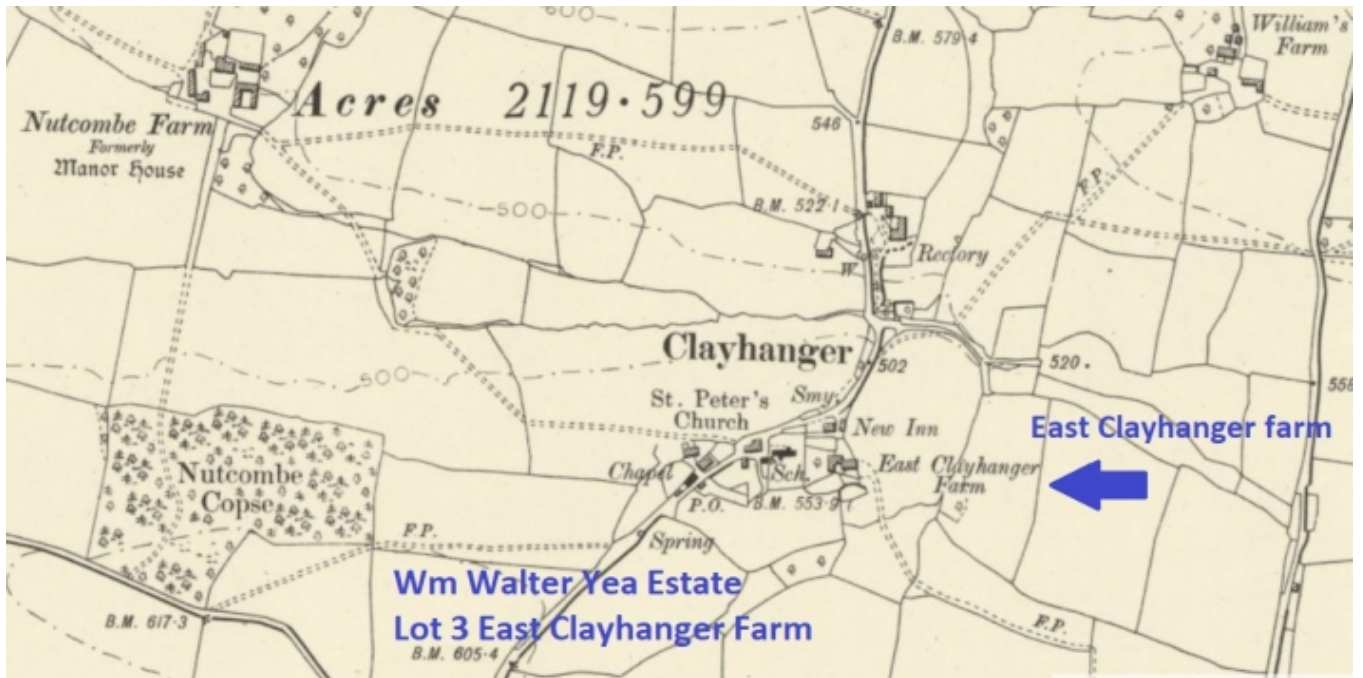 600
B.M. 579·4
William's
Farm
Acres 2119·599
Nutcombe Farm
Formerly
Manor House
546
F.P.
F.P.
500
B.M. 522·1
W.
Rectory
Clayhanger
502
520
558
500
St. Peter's
Church
Smy.
New Inn
East Clayhanger farm
Chapel
Sch.
East Clayhanger
Farm
Nutcombe
Copse
P.O.
B.M. 553·9
F.P.
Spring
Wm Walter Yea Estate
Lot 3 East Clayhanger Farm
B.M. 617·3
B.M. 605·4
F.P.